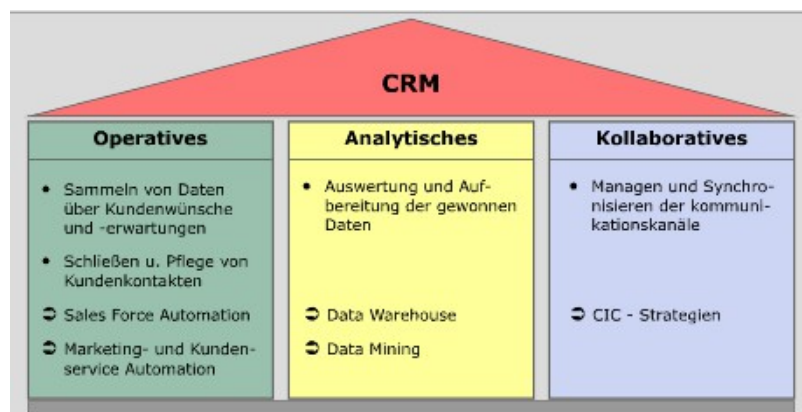 CRM
Operatives
• Sammeln von Daten
über Kundenwünsche
und -erwartungen
• Schließen u. Pflege von
Kundenkontakten
➲ Sales Force Automation
➲ Marketing- und Kunden-
service Automation
Analytisches
• Auswertung und Auf-
bereitung der gewonnen
Daten
➲ Data Warehouse
➲ Data Mining
Kollaboratives
• Managen und Synchro-
nisieren der kommuni-
kationskanäle
➲ CIC - Strategien